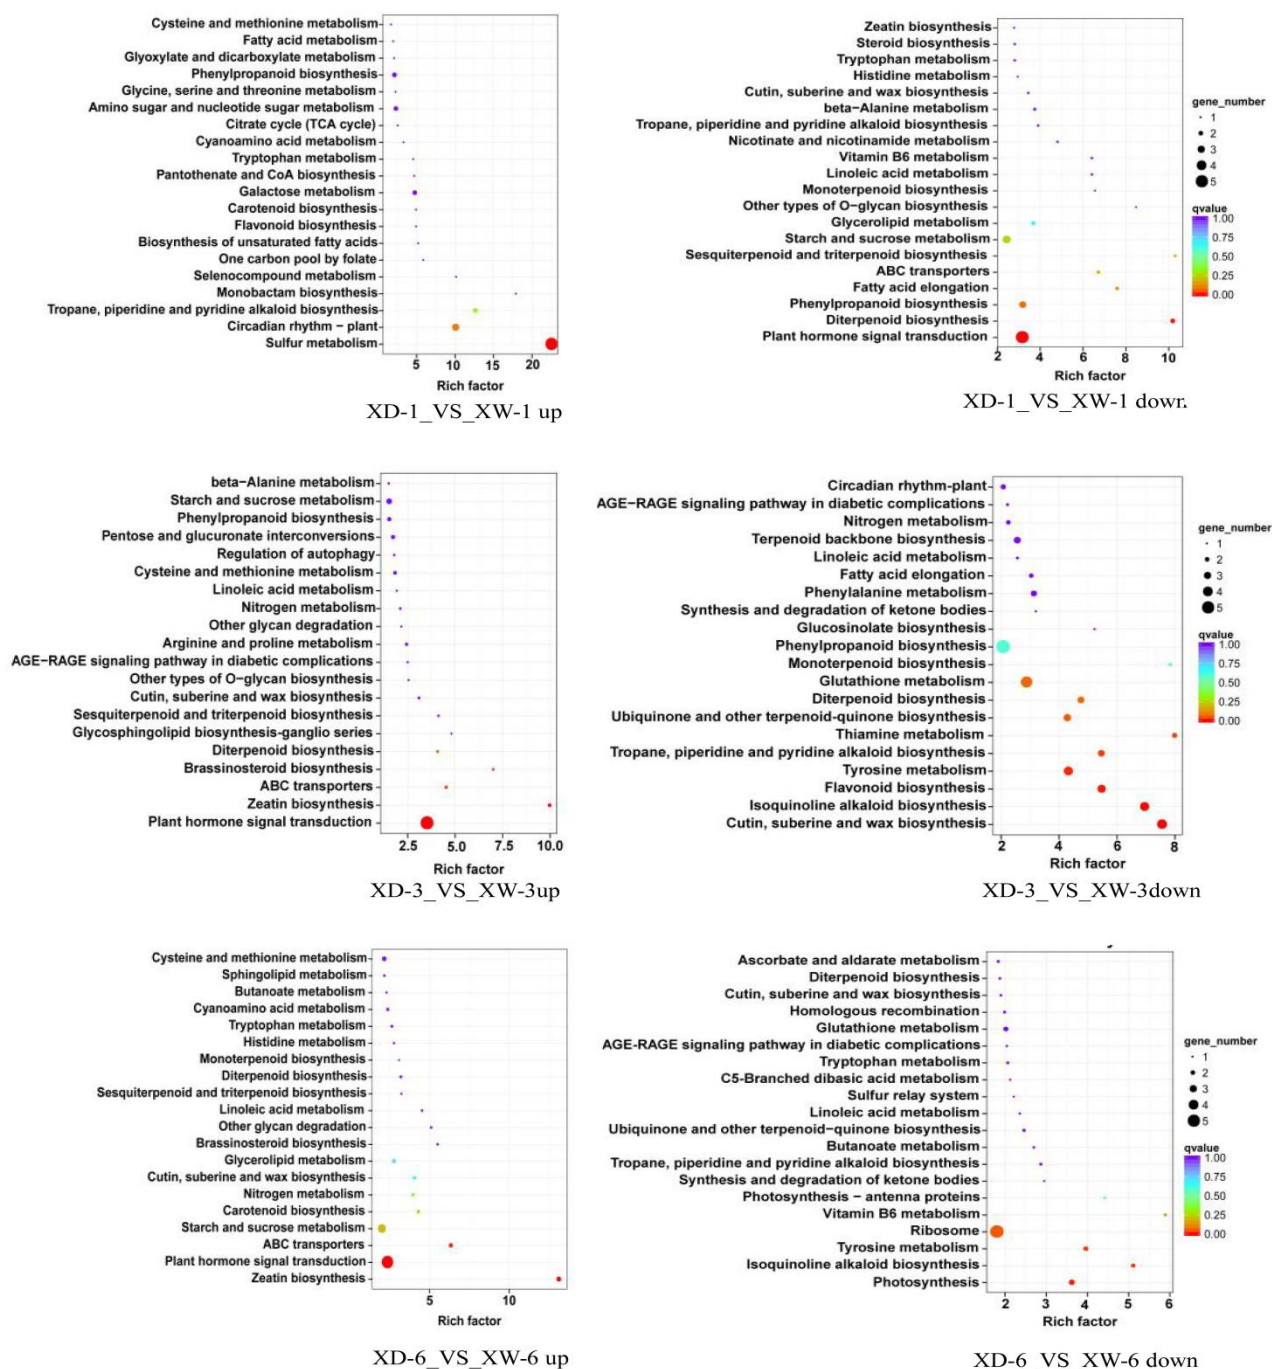 Cysteine and methionine metabolism
Fatty acid metabolism
Glyoxylate and dicarboxylate metabolism
Phenylpropanoid biosynthesis
Glycine, serine and threonine metabolism
Amino sugar and nucleotide sugar metabolism
Citrate cycle (TCA cycle)
Cyanoamino acid metabolism
Tryptophan metabolism
Pantothenate and CoA biosynthesis
Galactose metabolism
Carotenoid biosynthesis
Flavonoid biosynthesis
Biosynthesis of unsaturated fatty acids
One carbon pool by folate
Selenocompound metabolism
Monobactam biosynthesis
Tropane, piperidine and pyridine alkaloid biosynthesis
Circadian rhythm − plant
Sulfur metabolism
5 10 15 20
Rich factor
XD-1_VS_XW-1 up
Zeatin biosynthesis
Steroid biosynthesis
Tryptophan metabolism
Histidine metabolism
Cutin, suberine and wax biosynthesis
beta−Alanine metabolism
Tropane, piperidine and pyridine alkaloid biosynthesis
Nicotinate and nicotinamide metabolism
Vitamin B6 metabolism
Linoleic acid metabolism
Monoterpenoid biosynthesis
Other types of O−glycan biosynthesis
Glycerolipid metabolism
Starch and sucrose metabolism
Sesquiterpenoid and triterpenoid biosynthesis
ABC transporters
Fatty acid elongation
Phenylpropanoid biosynthesis
Diterpenoid biosynthesis
Plant hormone signal transduction
2 4 6 8 10
Rich factor
gene_number
1
2
3
4
5
qvalue
1.00
0.75
0.50
0.25
0.00
XD-1_VS_XW-1 down.
beta−Alanine metabolism
Starch and sucrose metabolism
Phenylpropanoid biosynthesis
Pentose and glucuronate interconversions
Regulation of autophagy
Cysteine and methionine metabolism
Linoleic acid metabolism
Nitrogen metabolism
Other glycan degradation
Arginine and proline metabolism
AGE−RAGE signaling pathway in diabetic complications
Other types of O−glycan biosynthesis
Cutin, suberine and wax biosynthesis
Sesquiterpenoid and triterpenoid biosynthesis
Glycosphingolipid biosynthesis-ganglio series
Diterpenoid biosynthesis
Brassinosteroid biosynthesis
ABC transporters
Zeatin biosynthesis
Plant hormone signal transduction
2.5 5.0 7.5 10.0
Rich factor
XD-3_VS_XW-3up
Circadian rhythm-plant
AGE−RAGE signaling pathway in diabetic complications
Nitrogen metabolism
Terpenoid backbone biosynthesis
Linoleic acid metabolism
Fatty acid elongation
Phenylalanine metabolism
Synthesis and degradation of ketone bodies
Glucosinolate biosynthesis
Phenylpropanoid biosynthesis
Monoterpenoid biosynthesis
Glutathione metabolism
Diterpenoid biosynthesis
Ubiquinone and other terpenoid-quinone biosynthesis
Thiamine metabolism
Tropane, piperidine and pyridine alkaloid biosynthesis
Tyrosine metabolism
Flavonoid biosynthesis
Isoquinoline alkaloid biosynthesis
Cutin, suberine and wax biosynthesis
2 4 6 8
Rich factor
gene_number
1
2
3
4
5
qvalue
1.00
0.75
0.50
0.25
0.00
XD-3_VS_XW-3down
Cysteine and methionine metabolism
Sphingolipid metabolism
Butanoate metabolism
Cyanoamino acid metabolism
Tryptophan metabolism
Histidine metabolism
Monoterpenoid biosynthesis
Diterpenoid biosynthesis
Sesquiterpenoid and triterpenoid biosynthesis
Linoleic acid metabolism
Other glycan degradation
Brassinosteroid biosynthesis
Glycerolipid metabolism
Cutin, suberine and wax biosynthesis
Nitrogen metabolism
Carotenoid biosynthesis
Starch and sucrose metabolism
ABC transporters
Plant hormone signal transduction
Zeatin biosynthesis
5 10
Rich factor
XD-6_VS_XW-6 up
Ascorbate and aldarate metabolism
Diterpenoid biosynthesis
Cutin, suberine and wax biosynthesis
Homologous recombination
Glutathione metabolism
AGE-RAGE signaling pathway in diabetic complications
Tryptophan metabolism
C5-Branched dibasic acid metabolism
Sulfur relay system
Linoleic acid metabolism
Ubiquinone and other terpenoid−quinone biosynthesis
Butanoate metabolism
Tropane, piperidine and pyridine alkaloid biosynthesis
Synthesis and degradation of ketone bodies
Photosynthesis − antenna proteins
Vitamin B6 metabolism
Ribosome
Tyrosine metabolism
Isoquinoline alkaloid biosynthesis
Photosynthesis
2 3 4 5 6
Rich factor
gene_number
1
2
3
4
5
qvalue
1.00
0.75
0.50
0.25
0.00
XD-6_VS_XW-6 down